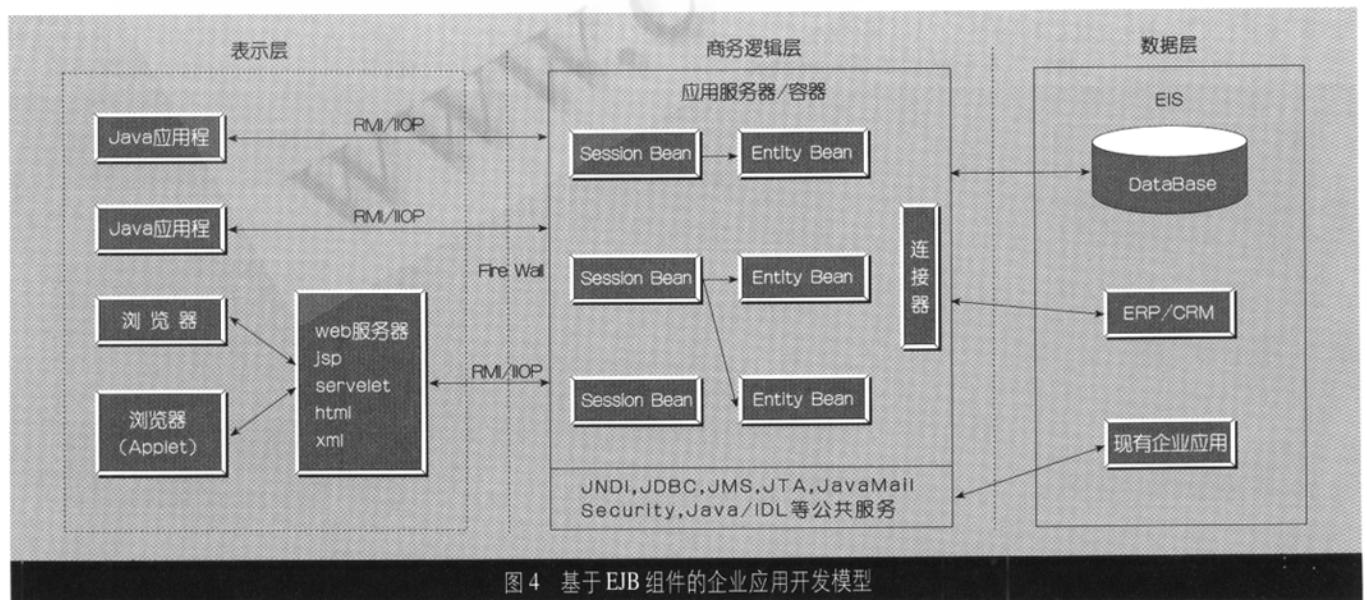 表示层
商务逻辑层
数据层
Java应用程
Java应用程
浏览器
浏览器
(Applet)
web服务器
jsp
servelet
html
xml
RMI/IIOP
RMI/IIOP
Fire Wall
RMI/IIOP
应用服务器/容器
Session Bean
Entity Bean
Session Bean
Entity Bean
Session Bean
Entity Bean
连接器
JNDI,JDBC,JMS,JTA,JavaMail
Security,Java/IDL等公共服务
EIS
DataBase
ERP/CRM
现有企业应用
图4 基于EJB组件的企业应用开发模型
www.c